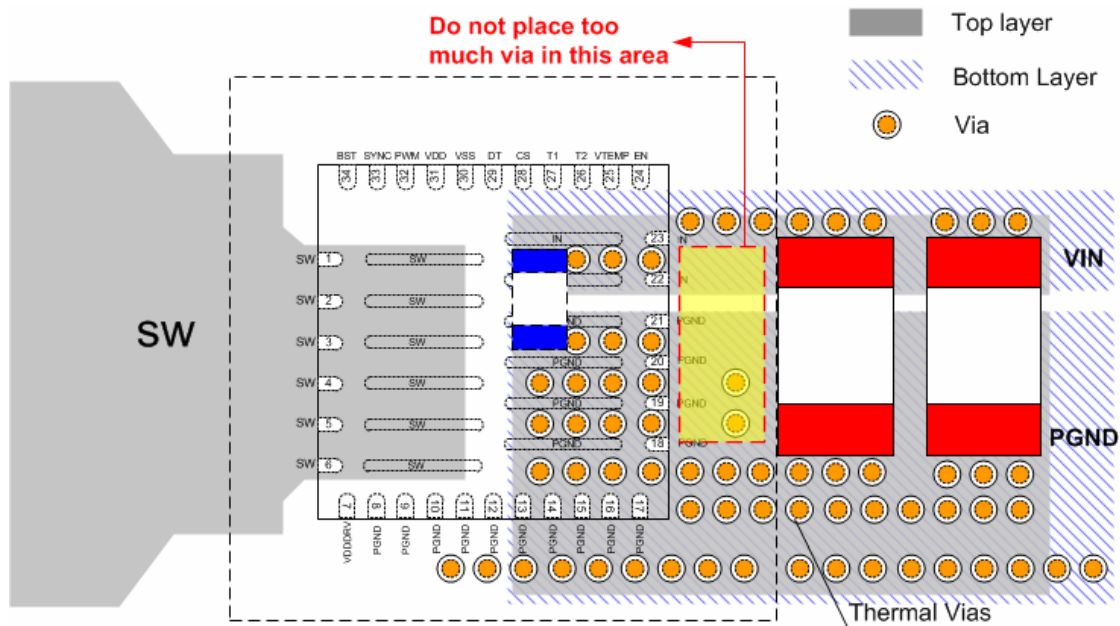 Do not place too
much via in this area
Top layer
Bottom Layer
Via
BST SYNC PWM VDD VSS DT CS T1 T2 VTEMP EN
34 33 32 31 30 29 28 27 26 25 24
IN 23 IN
SW 1 SW
22 IN
VIN
SW 2 SW
ND 21 PGND
SW
SW 3 SW
PGND 20 PGND
SW 4 SW
PGND 19 PGND
SW 5 SW
PGND
PGND 18 PGND
SW 6 SW
7 8 9 10 11 12 13 14 15 16 17
VDDDRV PGND PGND PGND PGND PGND PGND PGND PGND PGND PGND
Thermal Vias